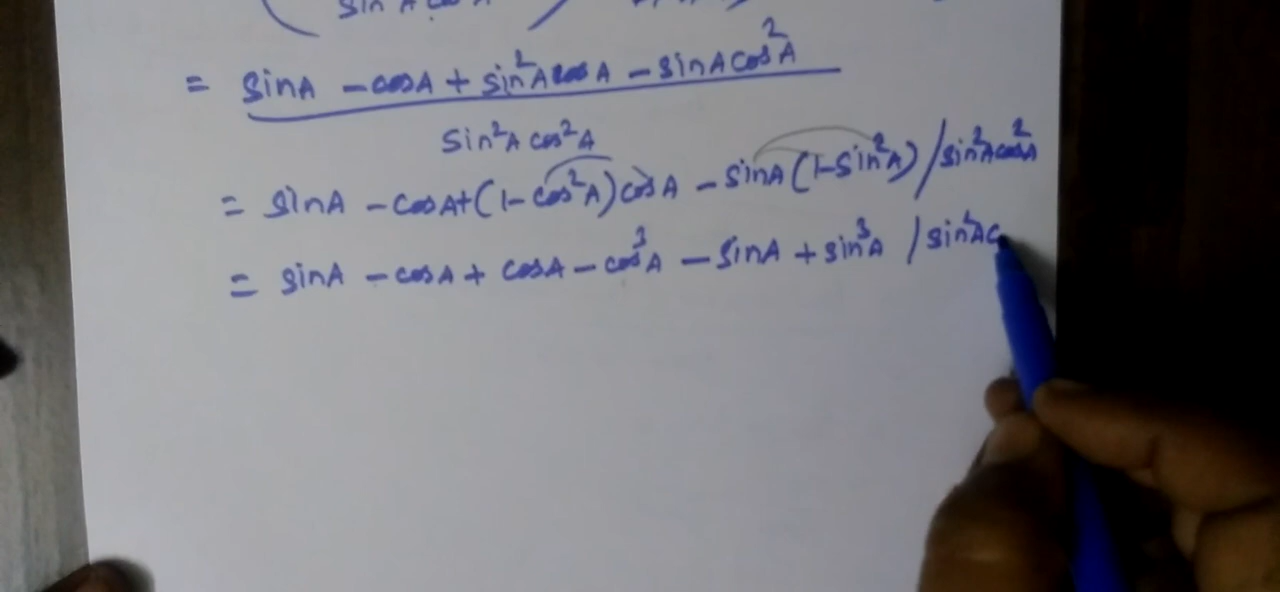 = sinA - cosA + sin²A cosA - sinA cos²A
sin²A cos²A
= sinA - cosA + (1 - cos²A) cosA - sinA (1 - sin²A) / sin²A cos²A
= sinA - cosA + cosA - cos³A - sinA + sin³A / sin²A c